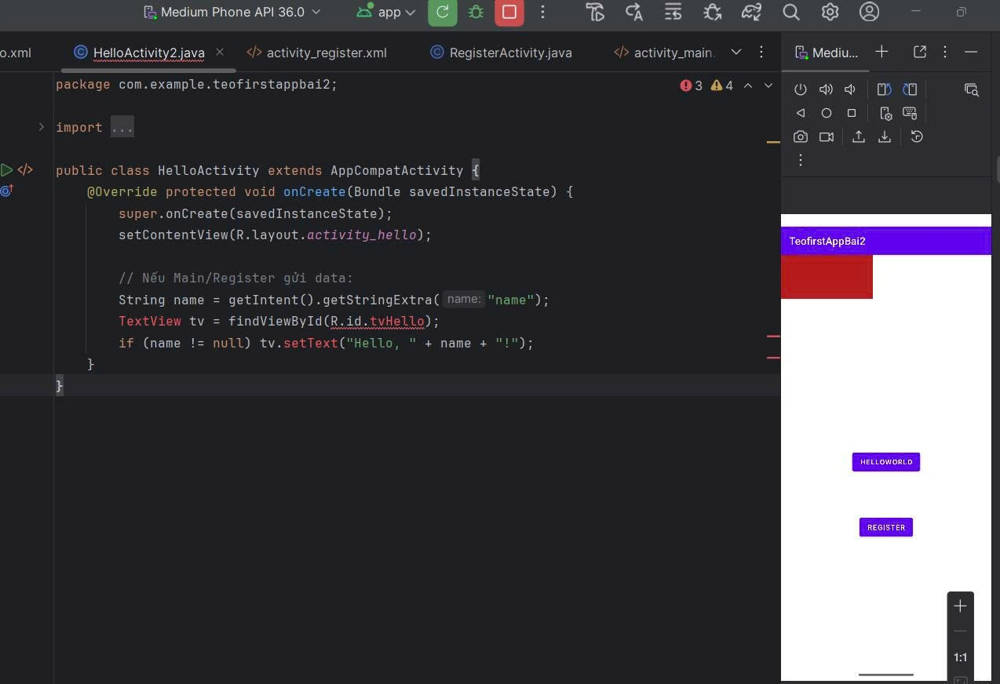 Medium Phone API 36.0
app
o.xml
HelloActivity2.java
activity_register.xml
RegisterActivity.java
activity_main.
Mediu...
package com.example.teofirstappbai2;
3
4
import ...
public class HelloActivity extends AppCompatActivity {
@Override protected void onCreate(Bundle savedInstanceState) {
super.onCreate(savedInstanceState);
setContentView(R.layout.activity_hello);
// Nếu Main/Register gửi data:
String name = getIntent().getStringExtra( name: "name");
TextView tv = findViewById(R.id.tvHello);
if (name != null) tv.setText("Hello, " + name + "!");
}
}
TeofirstAppBai2
HELLOWORLD
REGISTER
1:1